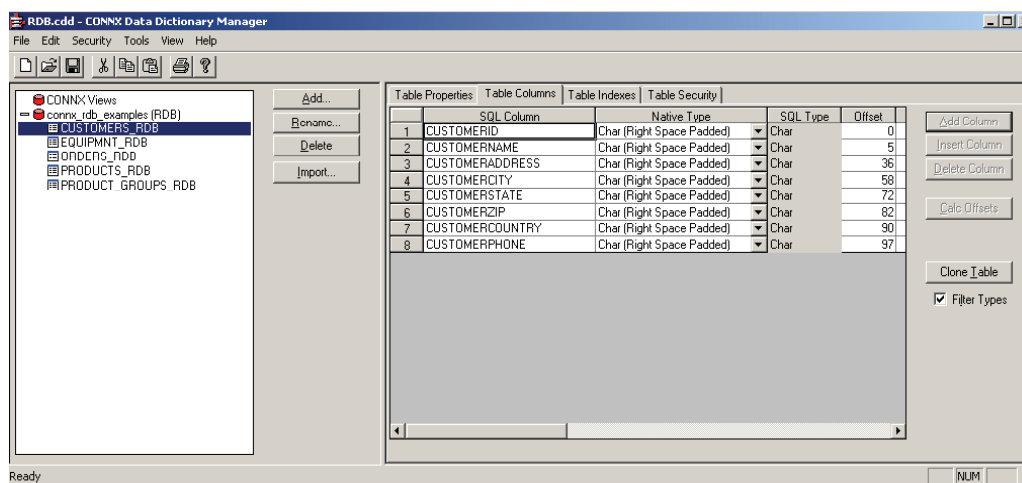 RDB.cdd - CONNX Data Dictionary Manager
File Edit Security Tools View Help
CONNX Views
connx_rdb_examples (RDB)
CUSTOMERS_RDB
EQUIPMNT_RDB
ORDERS_RDB
PRODUCTS_RDB
PRODUCT_GROUPS_RDB
Add...
Rename...
Delete
Import...
Table Properties Table Columns Table Indexes Table Security
SQL Column Native Type SQL Type Offset
1 CUSTOMERID Char (Right Space Padded) Char 0
2 CUSTOMERNAME Char (Right Space Padded) Char 5
3 CUSTOMERADDRESS Char (Right Space Padded) Char 36
4 CUSTOMERCITY Char (Right Space Padded) Char 58
5 CUSTOMERSTATE Char (Right Space Padded) Char 72
6 CUSTOMERZIP Char (Right Space Padded) Char 82
7 CUSTOMERCOUNTRY Char (Right Space Padded) Char 90
8 CUSTOMERPHONE Char (Right Space Padded) Char 97
Add Column
Insert Column
Delete Column
Calc Offsets
Clone Table
Filter Types
Ready NUM